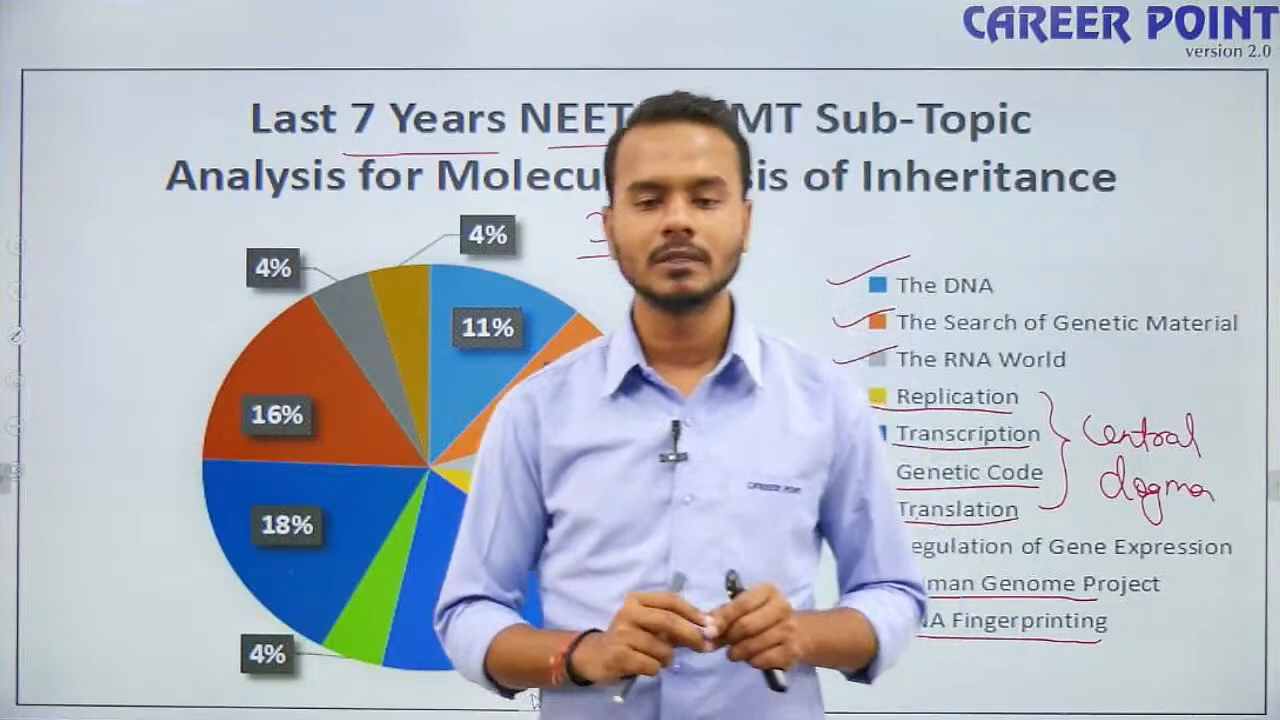 CAREER POINT
version 2.0
Last 7 Years NEET MT Sub-Topic
Analysis for Molecu sis of Inheritance
4%
4%
11%
16%
18%
4%
The DNA
The Search of Genetic Material
The RNA World
Replication
Transcription
Genetic Code
Translation
egulation of Gene Expression
man Genome Project
NA Fingerprinting
Central
dogma
CAREER POINT